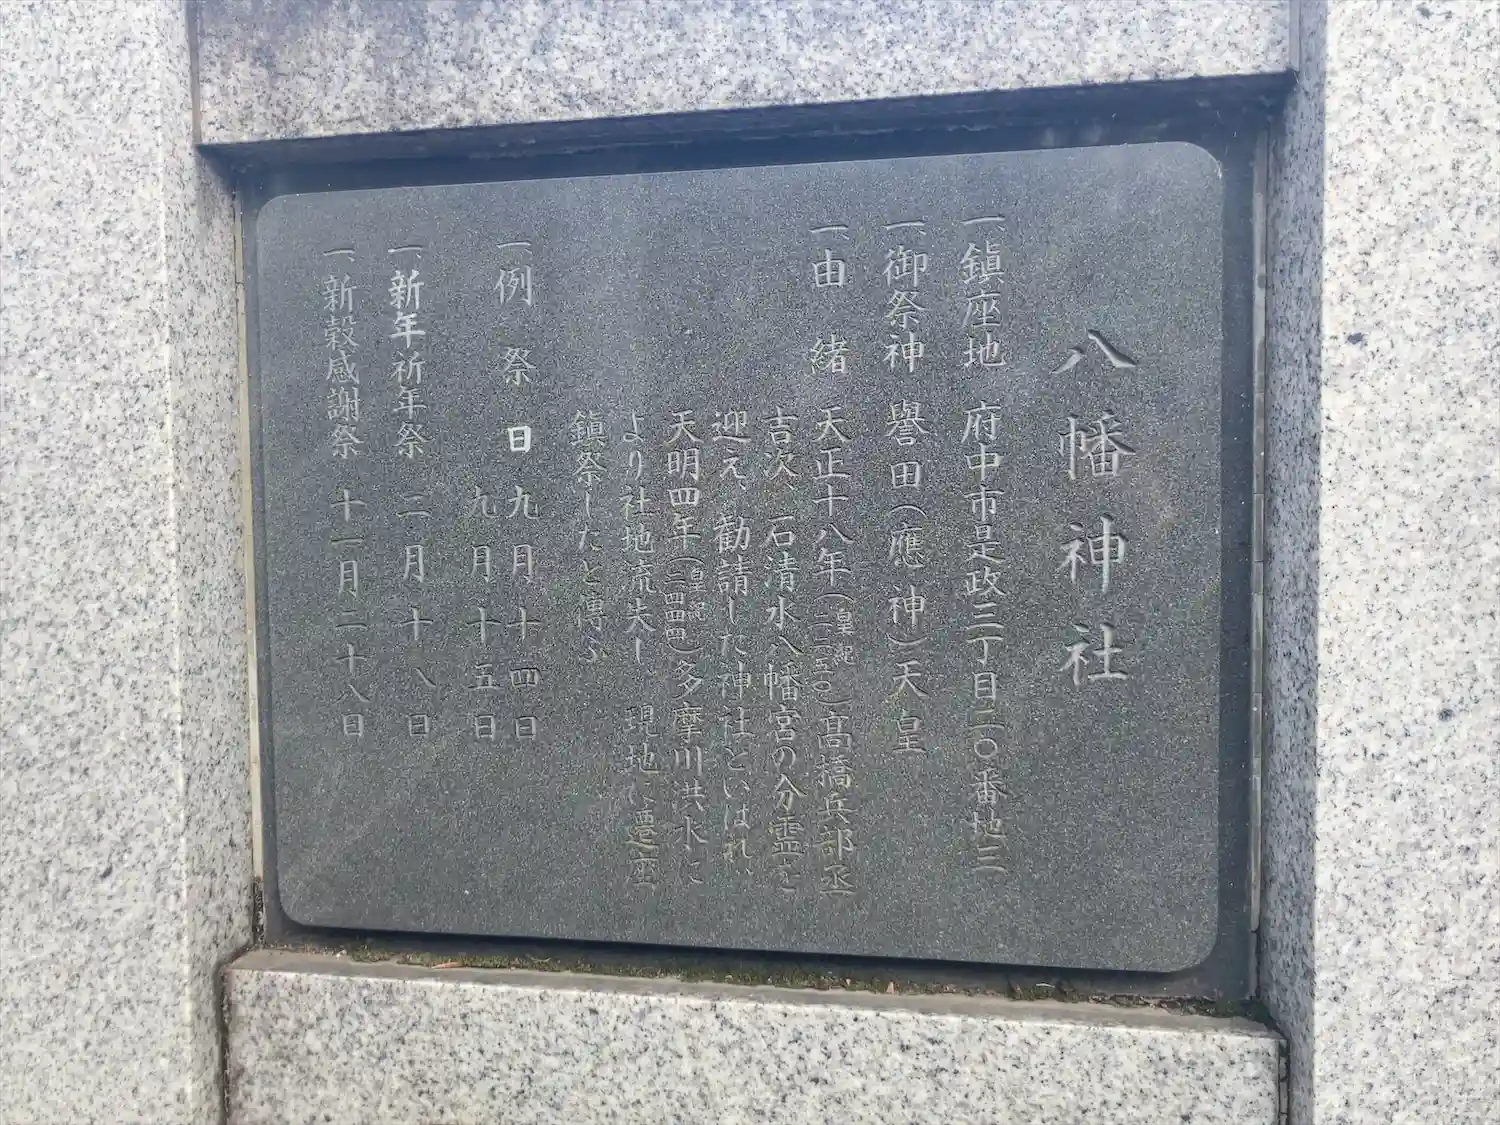 八幡神社
一、鎮座地 府中市是政三丁目二〇番地三
一、御祭神 譽田(應神)天皇
一、由緒 天正十八年(皇紀二二五〇)髙橋兵部丞
吉次、石清水八幡宮の分霊を
迎え、勧請した神社といはれ、
天明四年(皇紀二四四四)多摩川洪水に
より社地流失し 現地に遷座
鎮祭したと傳ふ
一、例祭日 九月十四日
九月十五日
一、新年祈年祭 二月十八日
一、新穀感謝祭 十一月二十八日